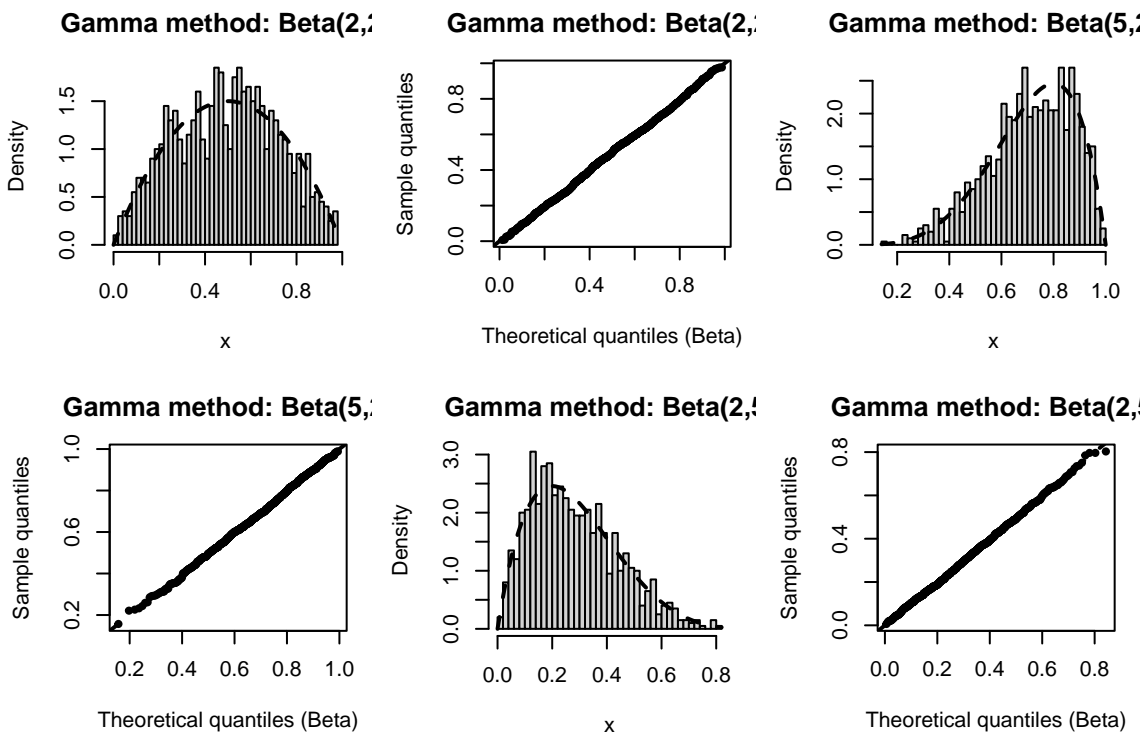 Gamma method: Beta(2,2
Density
0.0 0.5 1.0 1.5
0.0 0.4 0.8
x
Gamma method: Beta(2,2
Sample quantiles
0.0 0.4 0.8
0.0 0.4 0.8
Theoretical quantiles (Beta)
Gamma method: Beta(5,2
Density
0.0 1.0 2.0
0.2 0.4 0.6 0.8 1.0
x
Gamma method: Beta(5,2
Sample quantiles
0.2 0.6 1.0
0.2 0.4 0.6 0.8 1.0
Theoretical quantiles (Beta)
Gamma method: Beta(2,5
Density
0.0 1.0 2.0 3.0
0.0 0.2 0.4 0.6 0.8
x
Gamma method: Beta(2,5
Sample quantiles
0.0 0.4 0.8
0.0 0.2 0.4 0.6 0.8
Theoretical quantiles (Beta)